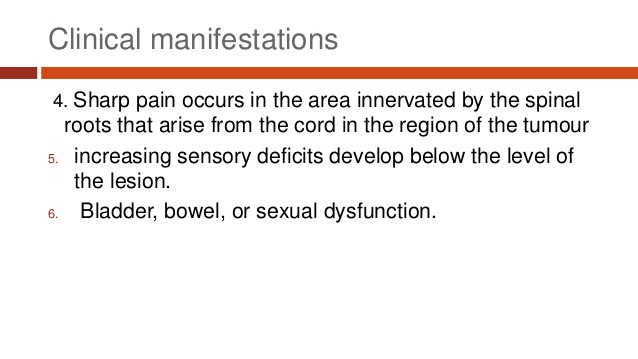 Clinical manifestations
4. Sharp pain occurs in the area innervated by the spinal
roots that arise from the cord in the region of the tumour
5. increasing sensory deficits develop below the level of
the lesion.
6. Bladder, bowel, or sexual dysfunction.